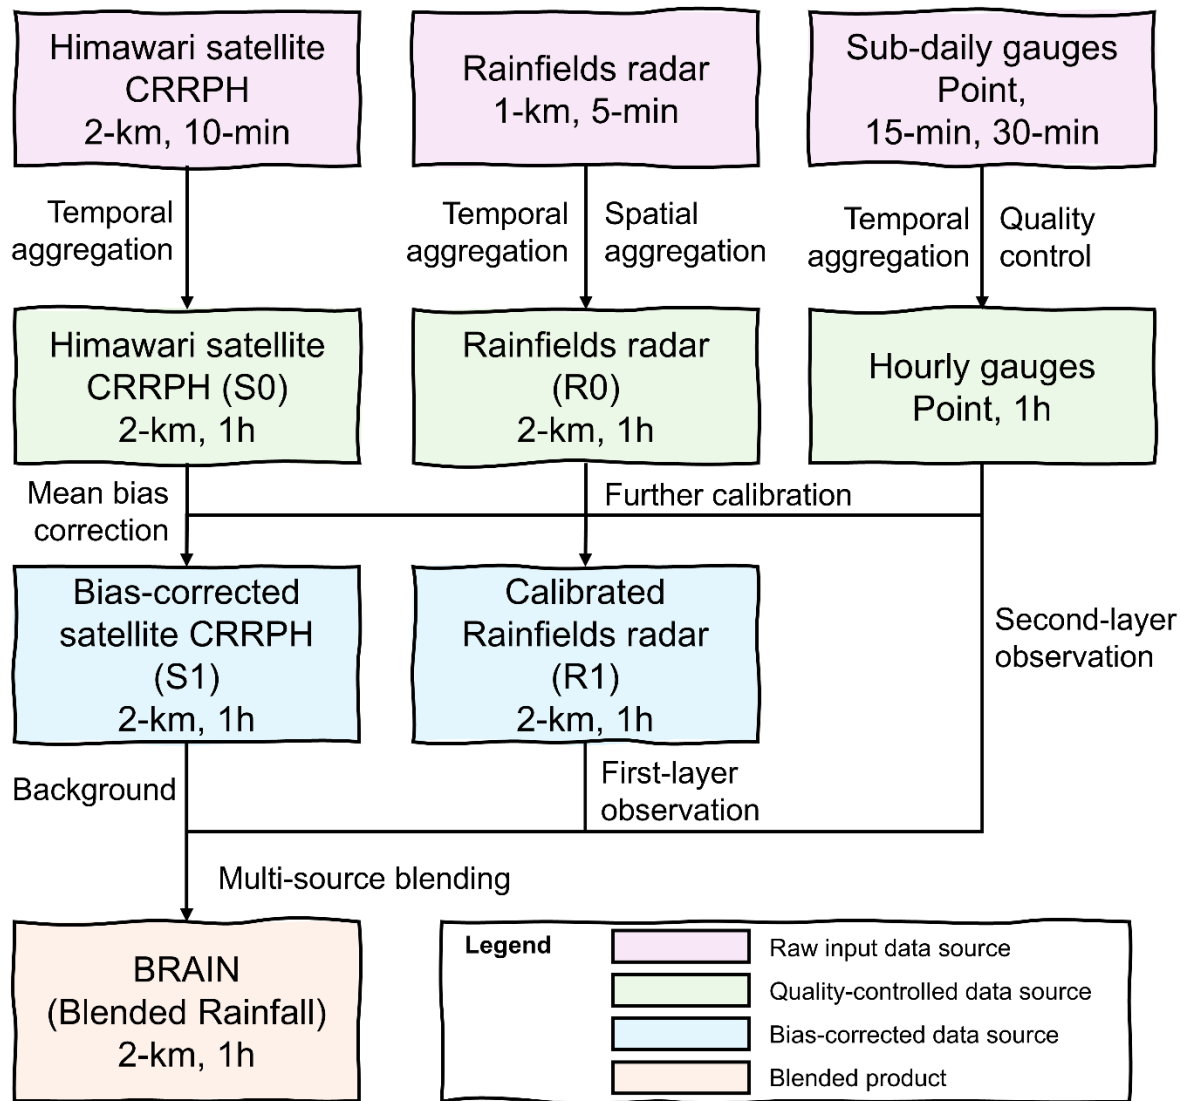 Himawari satellite
CRRPH
2-km, 10-min
Rainfields radar
1-km, 5-min
Sub-daily gauges
Point,
15-min, 30-min
Temporal
aggregation
Temporal
aggregation
Spatial
aggregation
Temporal
aggregation
Quality
control
Himawari satellite
CRRPH (S0)
2-km, 1h
Rainfields radar
(R0)
2-km, 1h
Hourly gauges
Point, 1h
Mean bias
correction
Further calibration
Bias-corrected
satellite CRRPH
(S1)
2-km, 1h
Calibrated
Rainfields radar
(R1)
2-km, 1h
Second-layer
observation
Background
First-layer
observation
Multi-source blending
BRAIN
(Blended Rainfall)
2-km, 1h
Legend
Raw input data source
Quality-controlled data source
Bias-corrected data source
Blended product